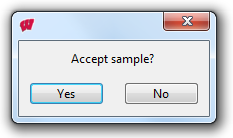 W
Accept sample?
Yes
No